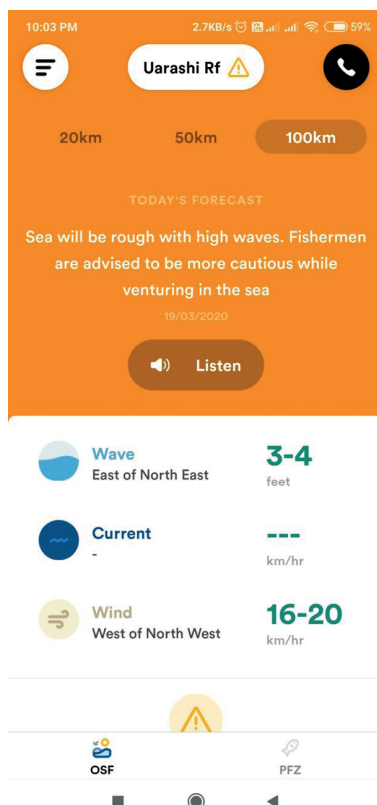 10:03 PM 2.7KB/s 59%
Uarashi Rf
20km 50km 100km
TODAY'S FORECAST
Sea will be rough with high waves. Fishermen
are advised to be more cautious while
venturing in the sea
19/03/2020
Listen
Wave 3-4
East of North East feet
Current ---
- km/hr
Wind 16-20
West of North West km/hr
OSF PFZ